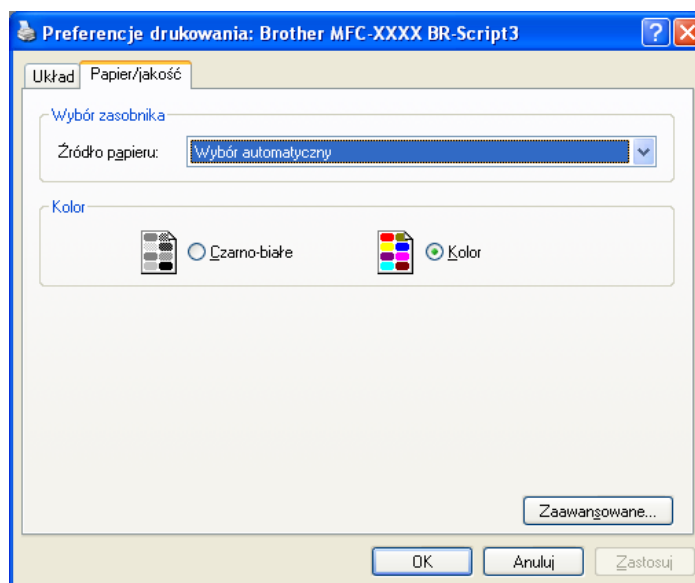 Preferencje drukowania: Brother MFC-XXXX BR-Script3
Układ Papier/jakość
Wybór zasobnika
Źródło papieru: Wybór automatyczny
Kolor
Czarno-białe Kolor
Zaawansowane...
OK Anuluj Zastosuj